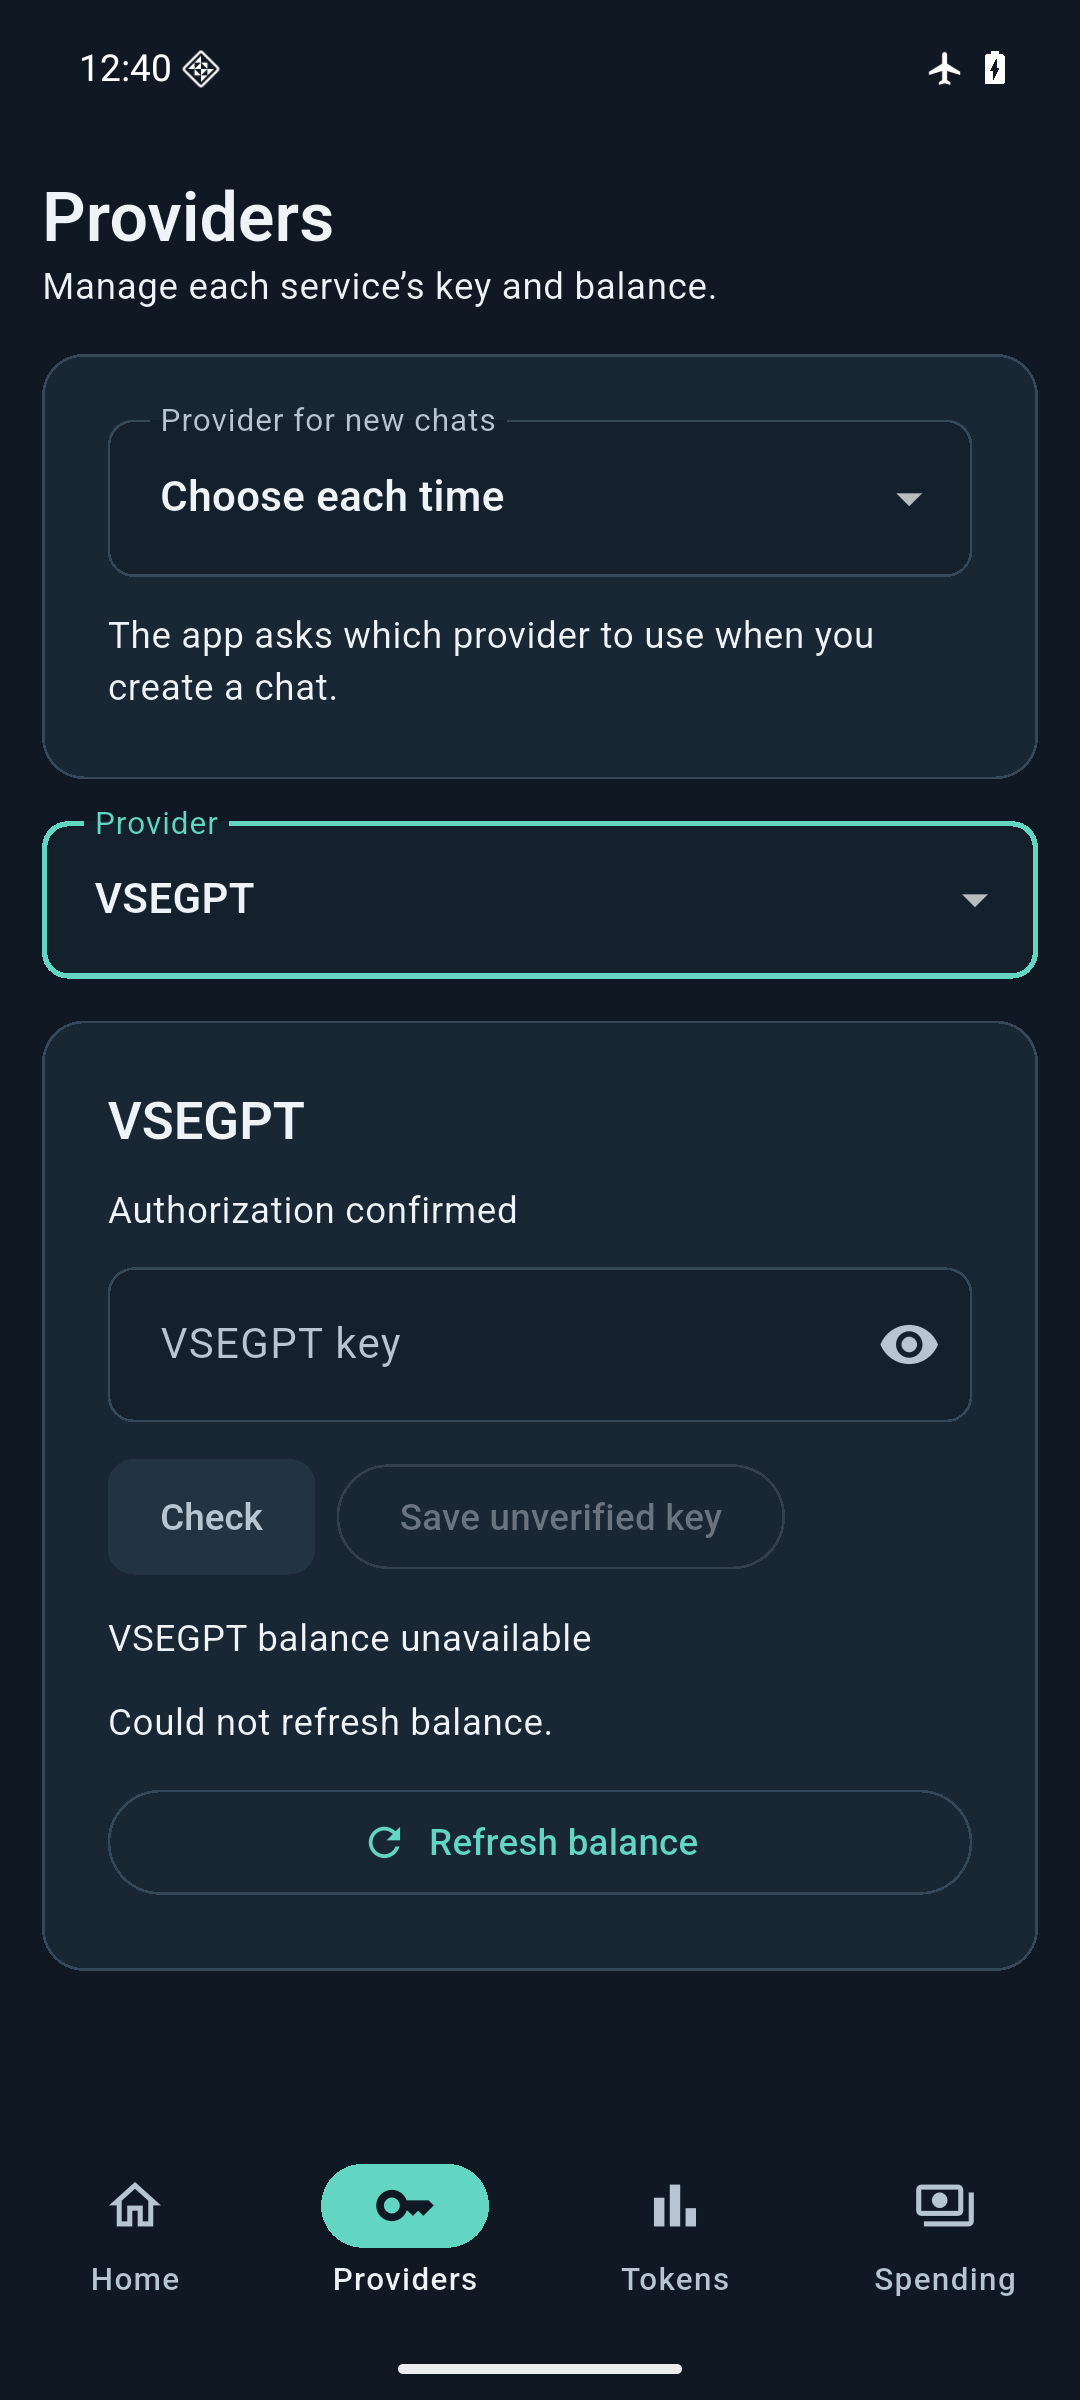 12:40
Providers
Manage each service’s key and balance.
Provider for new chats
Choose each time
The app asks which provider to use when you
create a chat.
Provider
VSEGPT
VSEGPT
Authorization confirmed
VSEGPT key
Check
Save unverified key
VSEGPT balance unavailable
Could not refresh balance.
Refresh balance
Home
Providers
Tokens
Spending